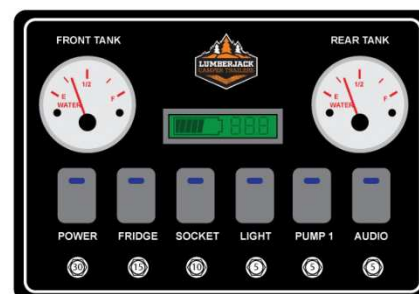 FRONT TANK
REAR TANK
LUMBERJACK
CAMPER TRAILERS
1/2
E
F
WATER
1/2
E
F
WATER
POWER FRIDGE SOCKET LIGHT PUMP 1 AUDIO
30 15 10 5 5 5